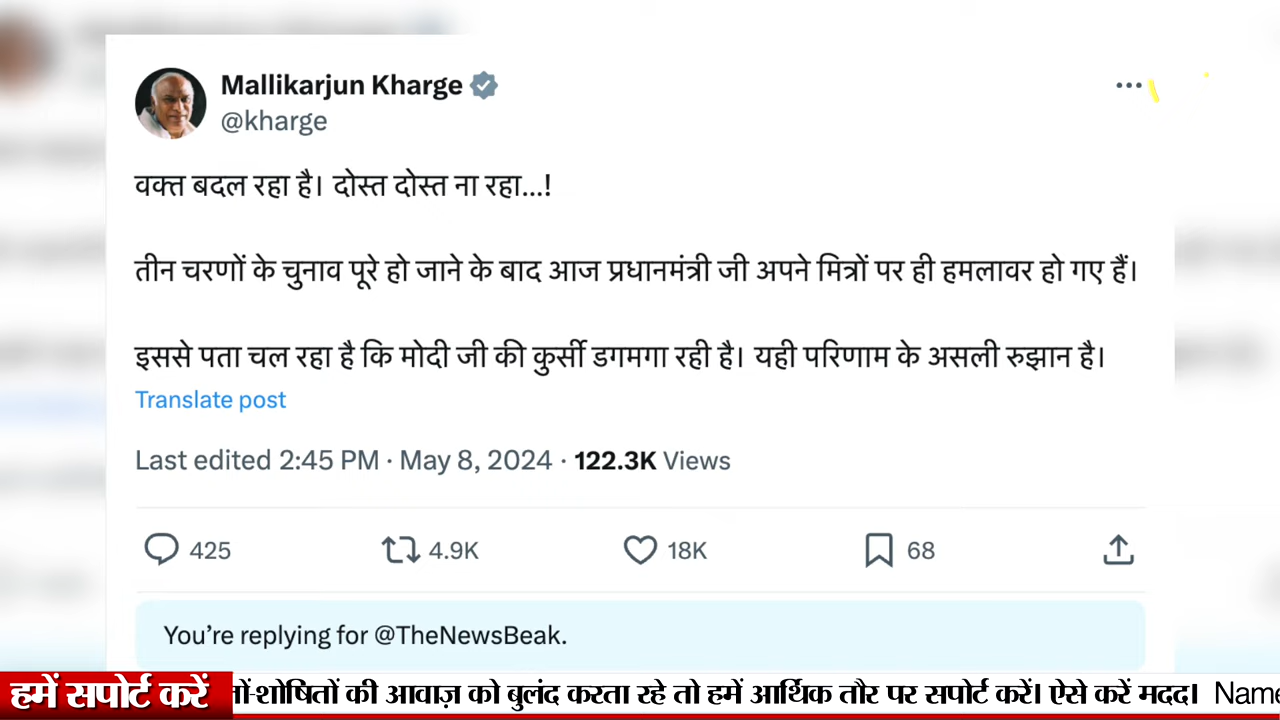 Mallikarjun Kharge
@kharge
वक्त बदल रहा है। दोस्त दोस्त ना रहा...!
तीन चरणों के चुनाव पूरे हो जाने के बाद आज प्रधानमंत्री जी अपने मित्रों पर ही हमलावर हो गए हैं।
इससे पता चल रहा है कि मोदी जी की कुर्सी डगमगा रही है। यही परिणाम के असली रुझान है।
Translate post
Last edited 2:45 PM · May 8, 2024 · 122.3K Views
425 4.9K 18K 68
You’re replying for @TheNewsBeak.
हमें सपोर्ट करें शोषितों की आवाज़ को बुलंद करता रहे तो हमें आर्थिक तौर पर सपोर्ट करें। ऐसे करें मदद।